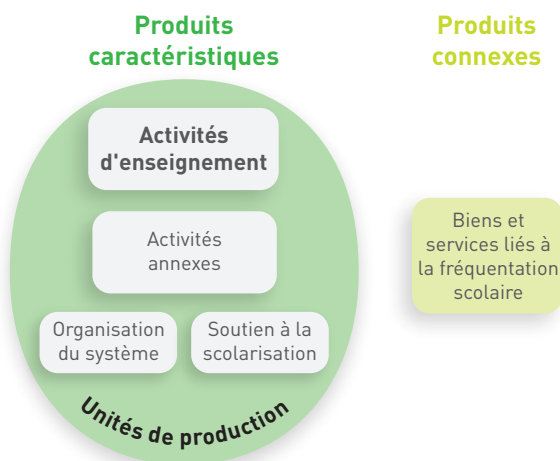 Produits
caractéristiques
Produits
connexes
Activités
d'enseignement
Activités
annexes
Organisation
du système
Soutien à la
scolarisation
Unités de production
Biens et
services liés à
la fréquentation
scolaire